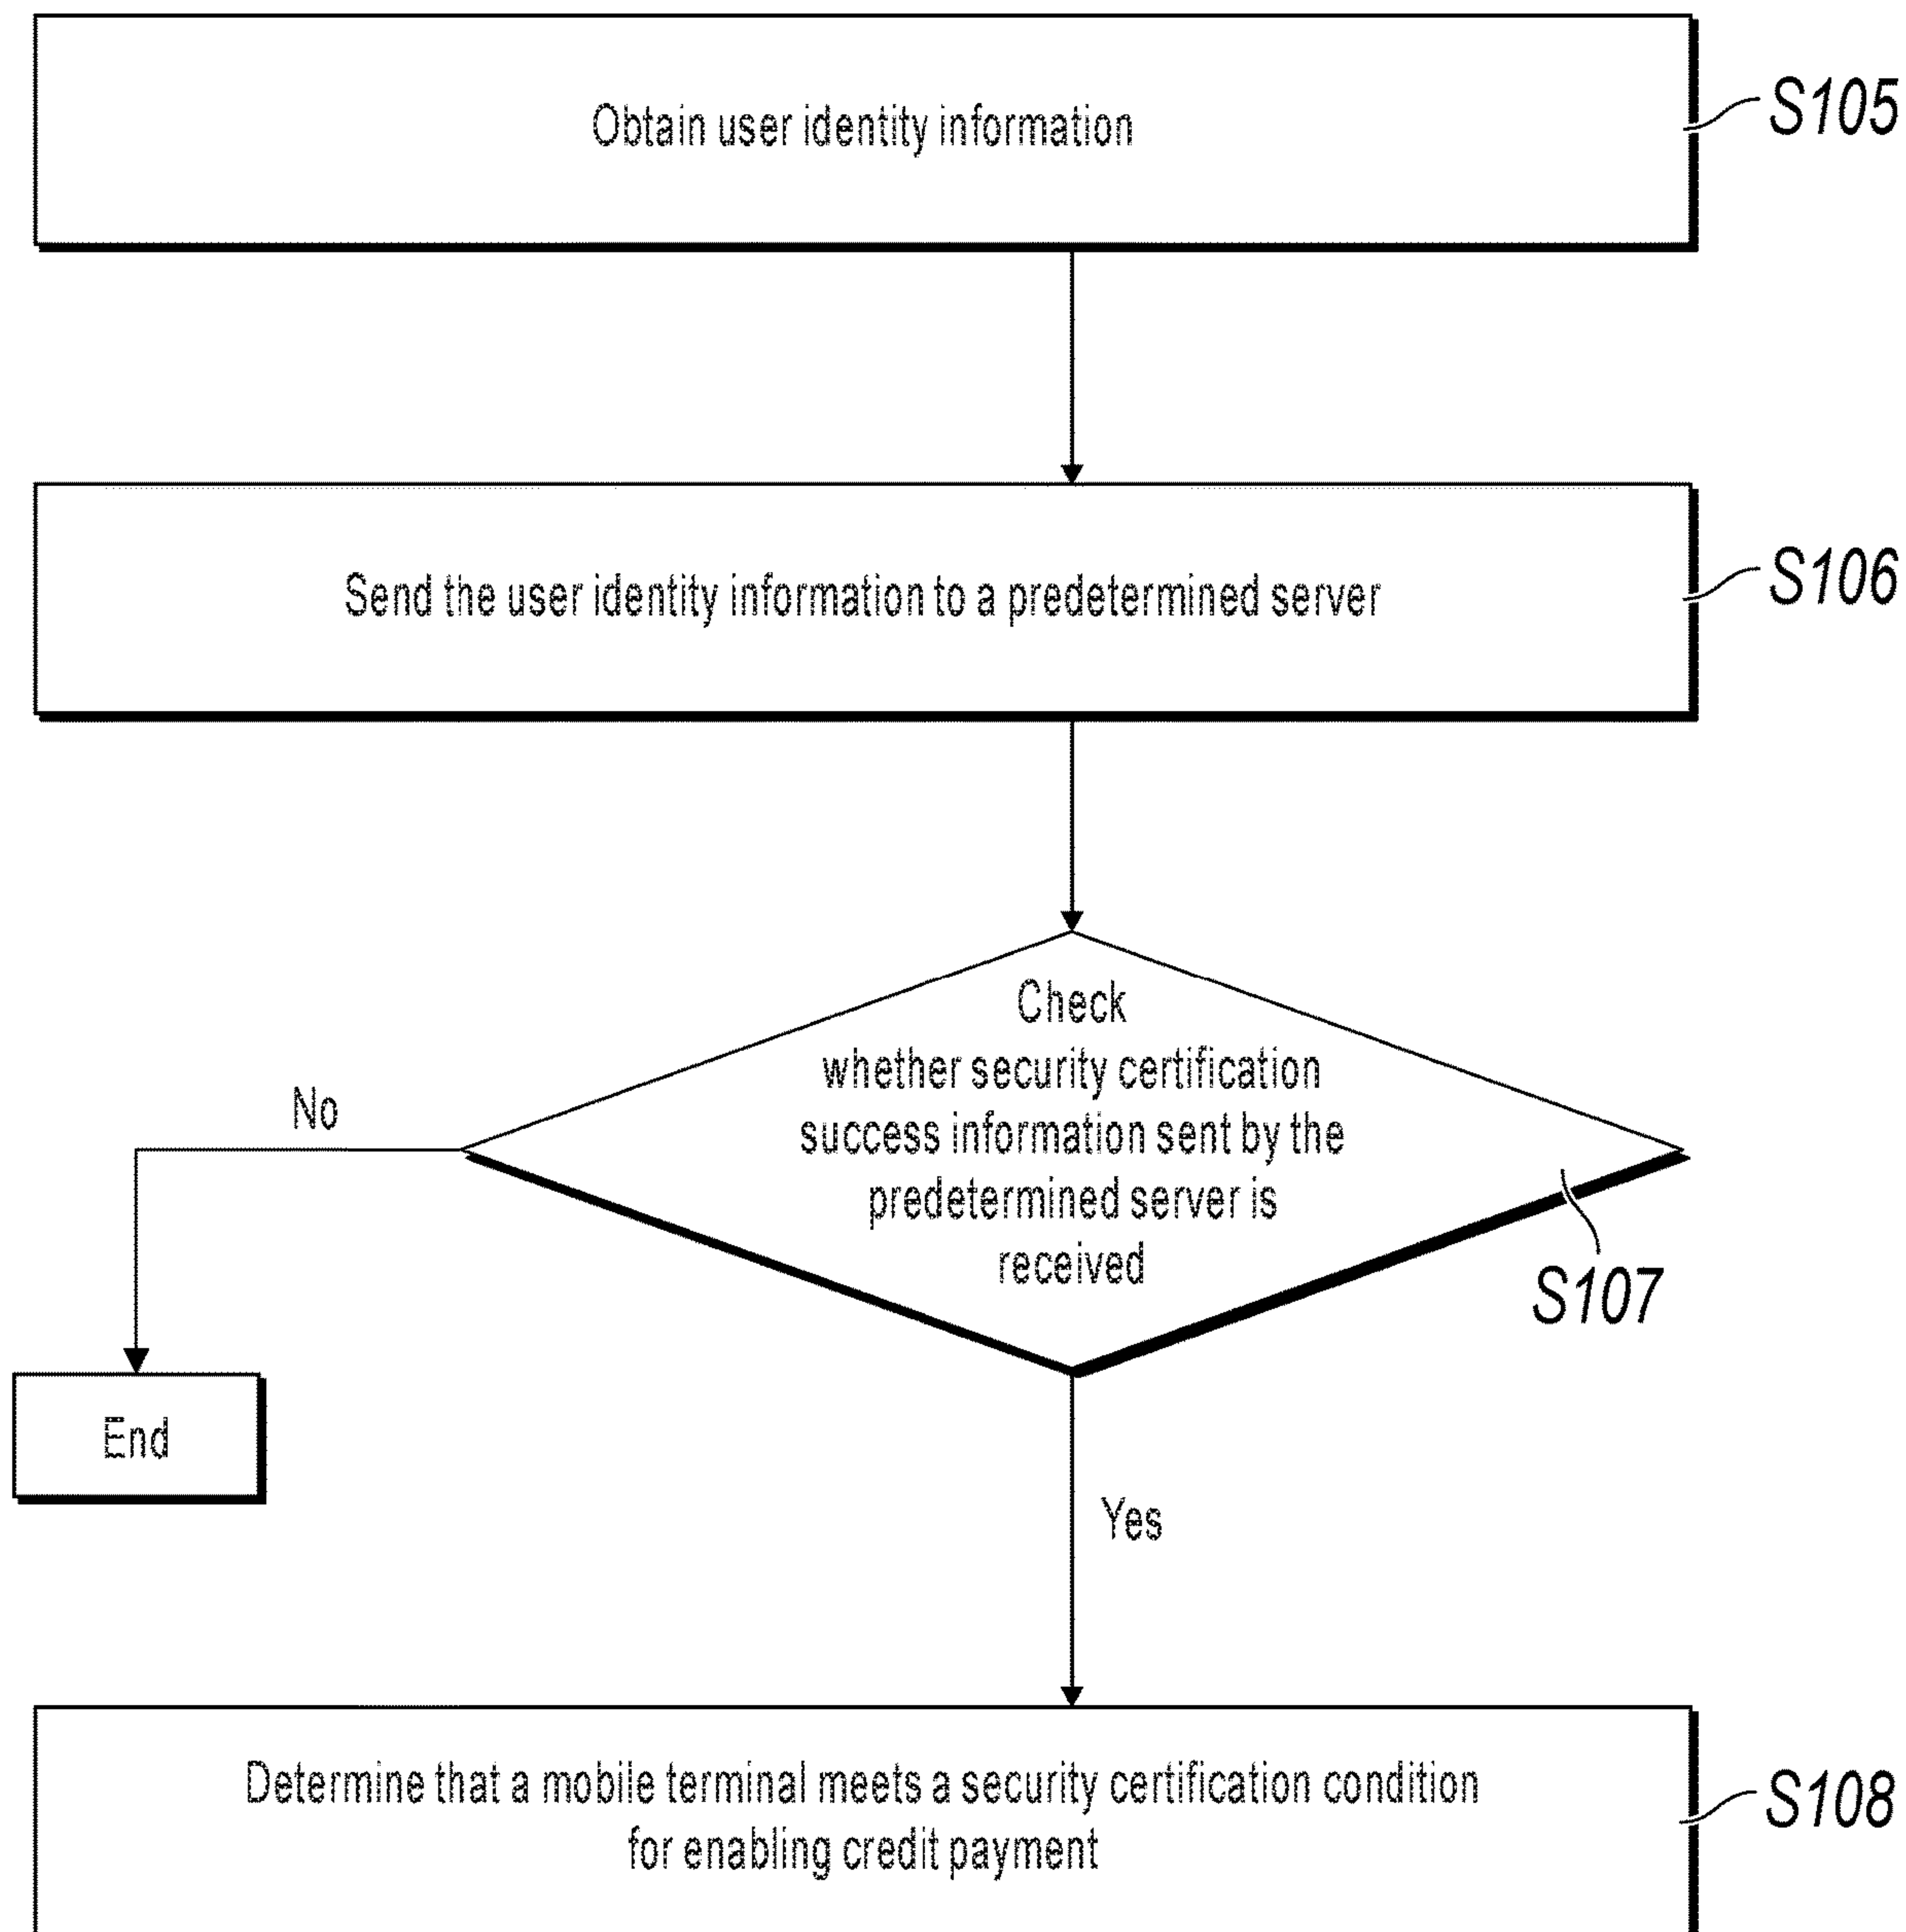 Obtain user identity information
S105
Send the user identity information to a predetermined server
S106
Check
whether security certification
success information sent by the
predetermined server is
received
No
S107
End
Yes
Determine that a mobile terminal meets a security certification condition
for enabling credit payment
S108